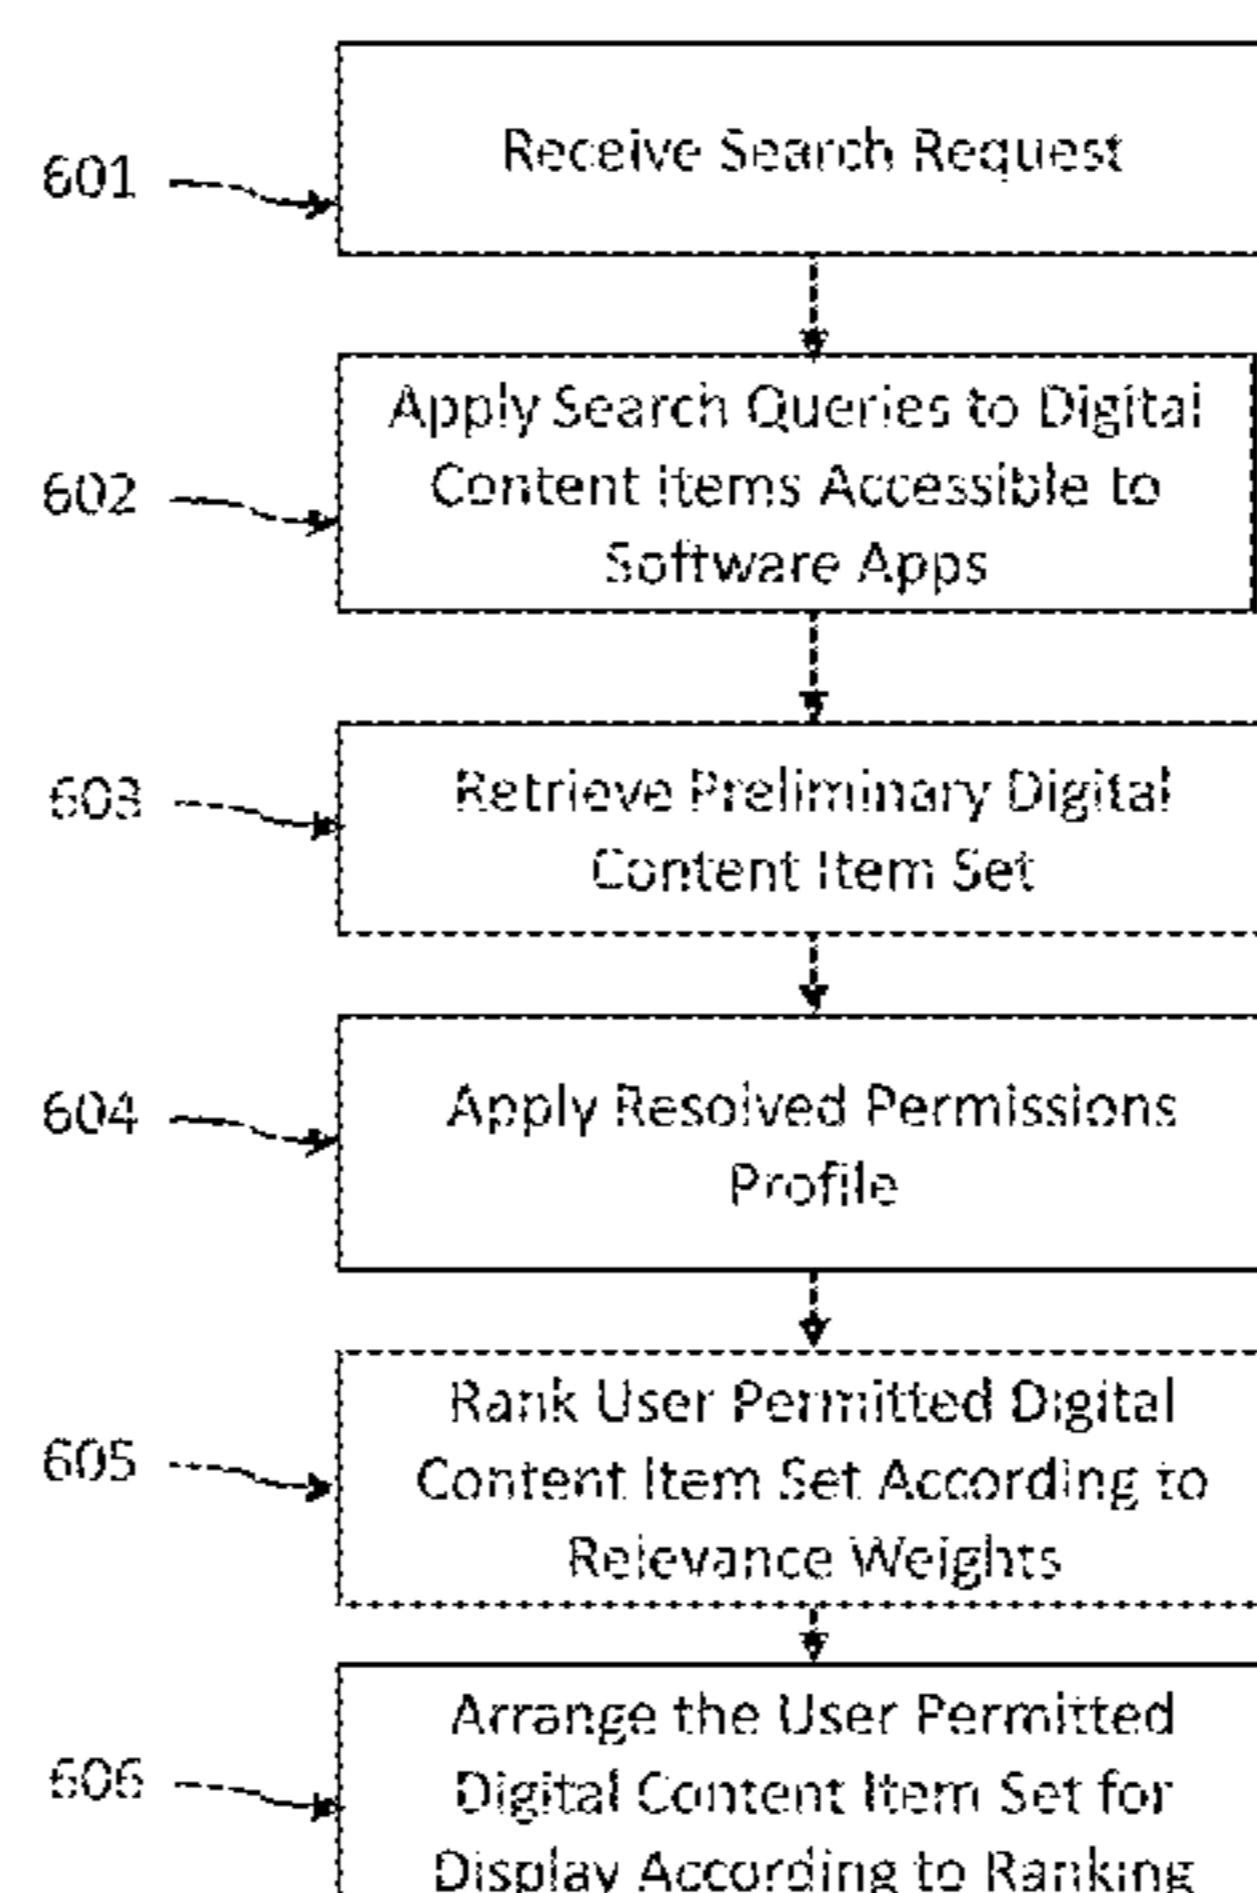 Receive Search Request
601
Apply Search Queries to Digital
Content Items Accessible to
Software Apps
602
Retrieve Preliminary Digital
Content Item Set
603
Apply Resolved Permissions
Profile
604
Rank User Permitted Digital
Content Item Set According to
Relevance Weights
605
Arrange the User Permitted
Digital Content Item Set for
Display According to Ranking
606